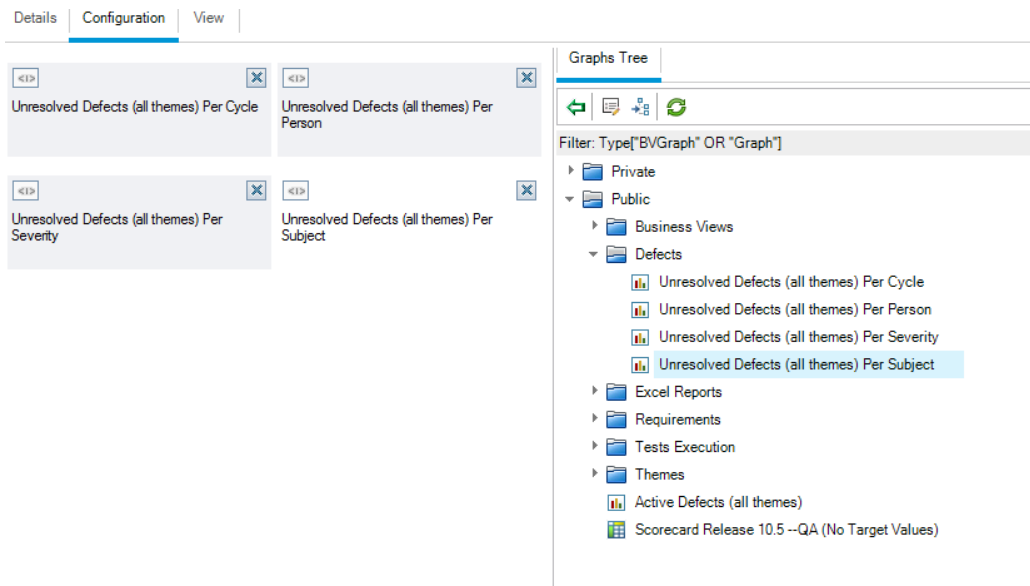 Details Configuration View
Unresolved Defects (all themes) Per Cycle
Unresolved Defects (all themes) Per
Person
Unresolved Defects (all themes) Per
Severity
Unresolved Defects (all themes) Per
Subject
Graphs Tree
Filter: Type["BVGraph" OR "Graph"]
Private
Public
Business Views
Defects
Unresolved Defects (all themes) Per Cycle
Unresolved Defects (all themes) Per Person
Unresolved Defects (all themes) Per Severity
Unresolved Defects (all themes) Per Subject
Excel Reports
Requirements
Tests Execution
Themes
Active Defects (all themes)
Scorecard Release 10.5 --QA (No Target Values)